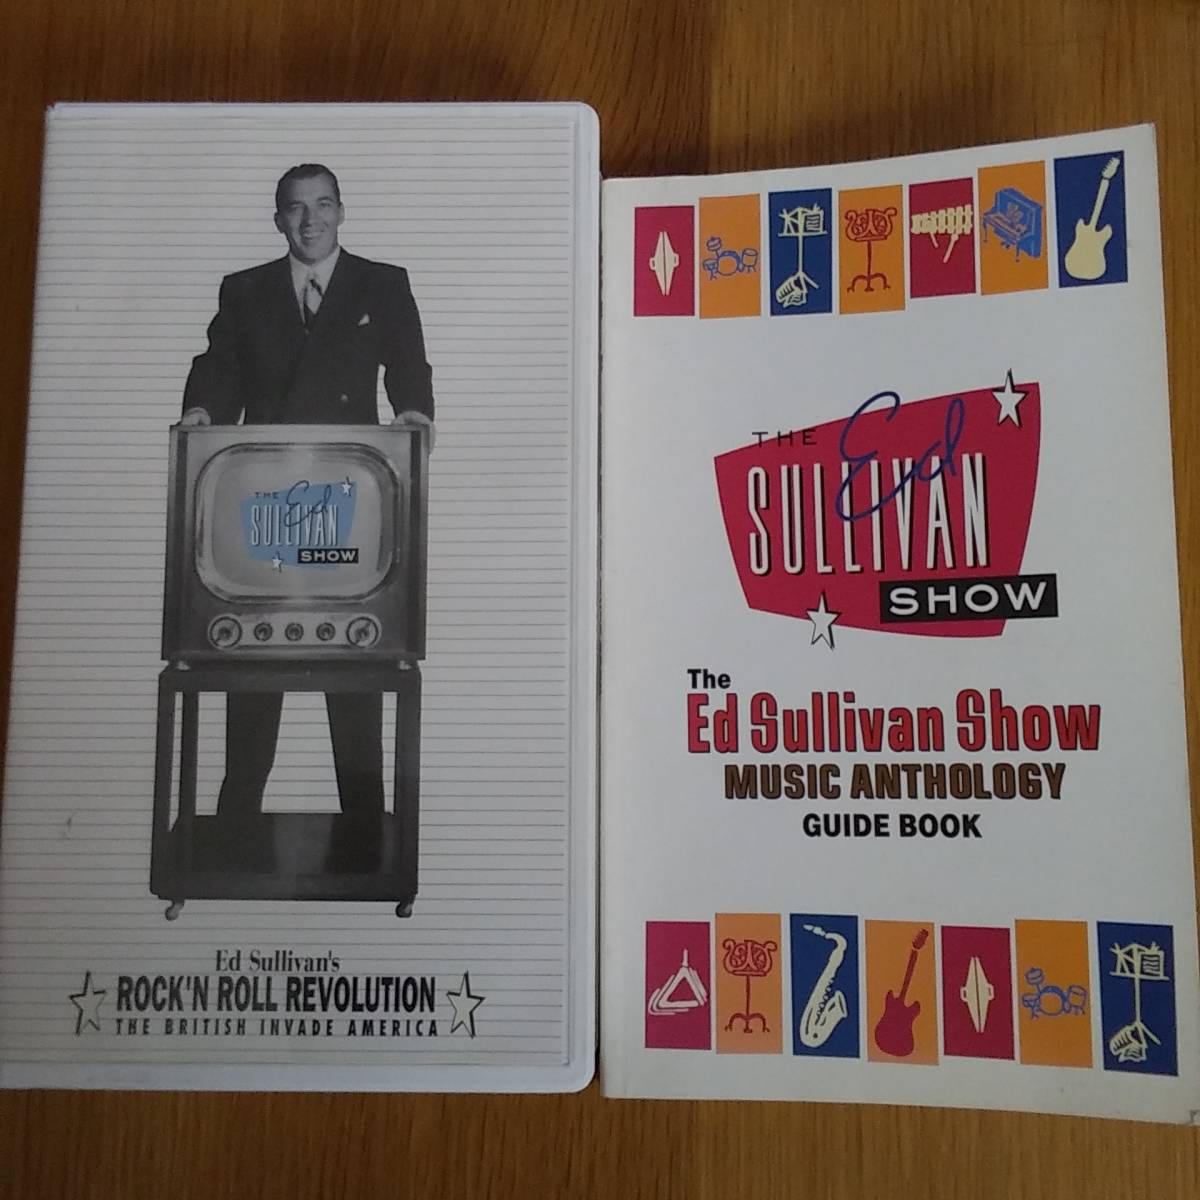 THE Ed
SULLIVAN
SHOW
Ed Sullivan's
ROCK'N ROLL REVOLUTION
THE BRITISH INVADE AMERICA
THE Ed
SULLIVAN
SHOW
The
Ed Sullivan Show
MUSIC ANTHOLOGY
GUIDE BOOK